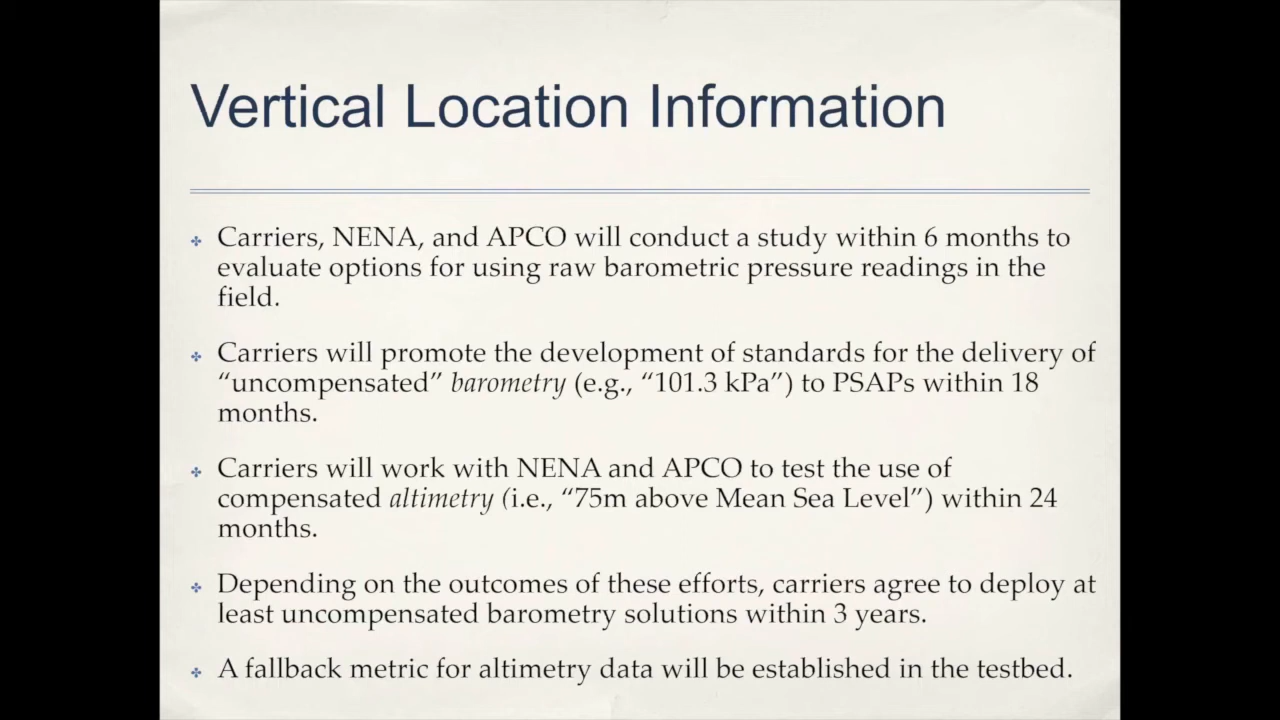 Vertical Location Information
Carriers, NENA, and APCO will conduct a study within 6 months to
evaluate options for using raw barometric pressure readings in the
field.
Carriers will promote the development of standards for the delivery of
“uncompensated” barometry (e.g., “101.3 kPa”) to PSAPs within 18
months.
Carriers will work with NENA and APCO to test the use of
compensated altimetry (i.e., “75m above Mean Sea Level”) within 24
months.
Depending on the outcomes of these efforts, carriers agree to deploy at
least uncompensated barometry solutions within 3 years.
A fallback metric for altimetry data will be established in the testbed.